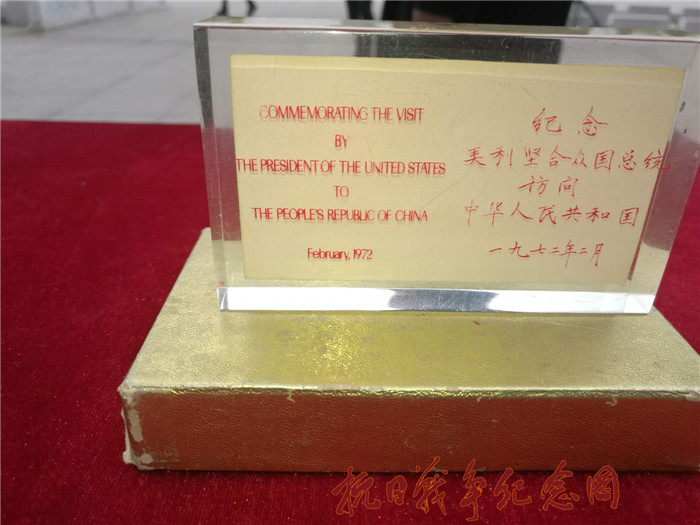 COMMEMORATING THE VISIT
BY
THE PRESIDENT OF THE UNITED STATES
TO
THE PEOPLE'S REPUBLIC OF CHINA
February, 1972
纪念
美利坚合众国总统
访问
中华人民共和国
一九七二年二月
抗日战争纪念网